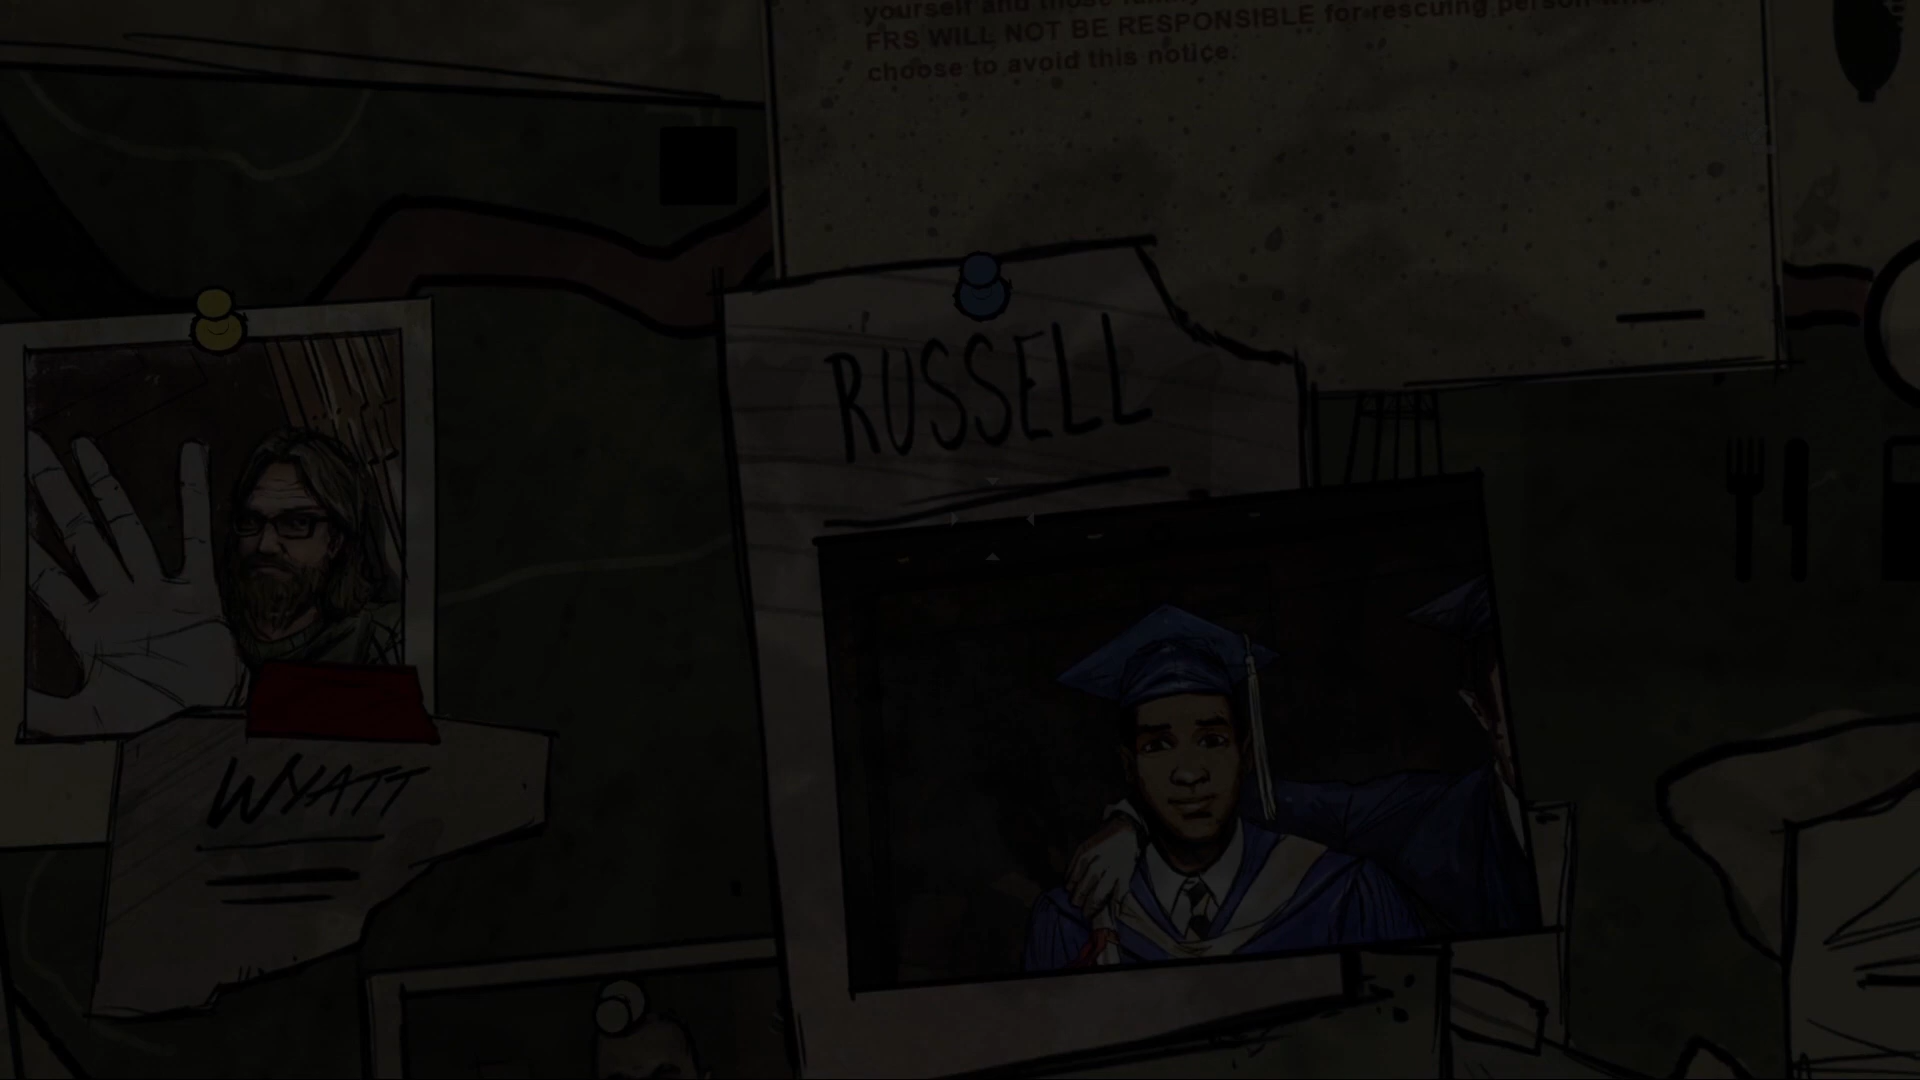 yourself and those
FRS WILL NOT BE RESPONSIBLE for rescuing person who
choose to avoid this notice.
RUSSELL
WYATT